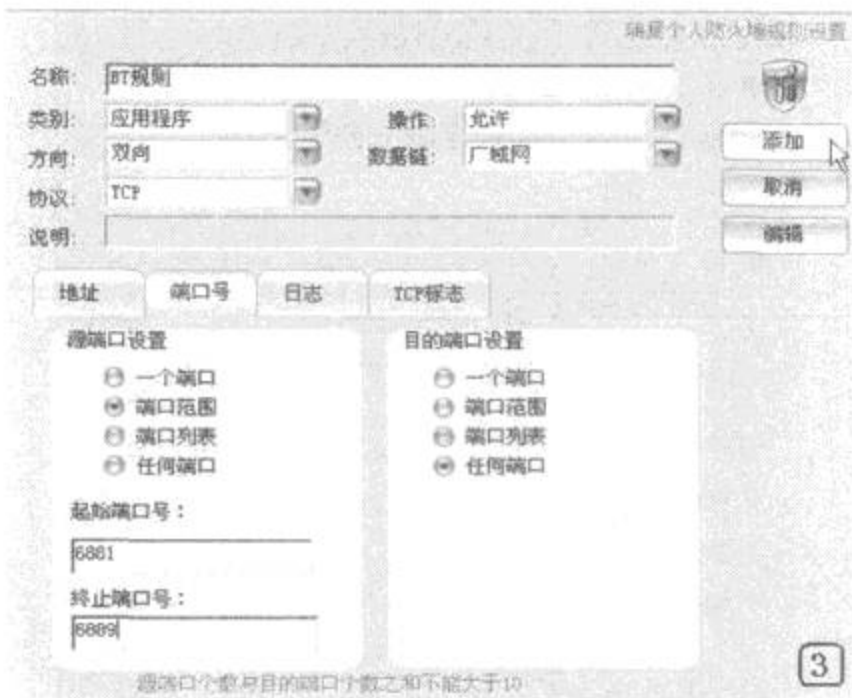 瑞星个人防火墙规则设置
名称: BT规则
类别: 应用程序 操作: 允许
添加
方向: 双向 数据链: 广域网
协议: TCP
取消
说明:
编辑
地址 端口号 日志 TCP标志
源端口设置 目的端口设置
一个端口 一个端口
端口范围 端口范围
端口列表 端口列表
任何端口 任何端口
起始端口号:
6881
终止端口号:
6889
源端口个数与目的端口个数之和不能大于10
3